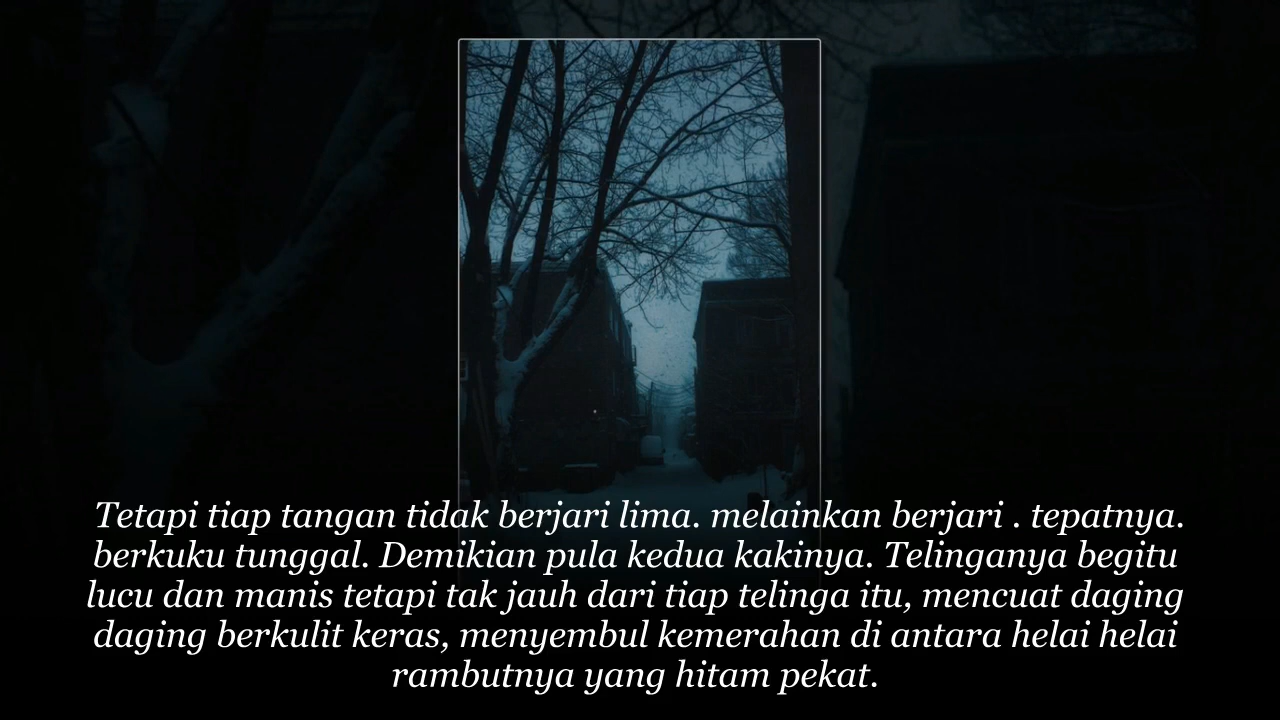 Tetapi tiap tangan tidak berjari lima. melainkan berjari . tepatnya.
berkuku tunggal. Demikian pula kedua kakinya. Telinganya begitu
lucu dan manis tetapi tak jauh dari tiap telinga itu, mencuat daging
daging berkulit keras, menyembul kemerahan di antara helai helai
rambutnya yang hitam pekat.